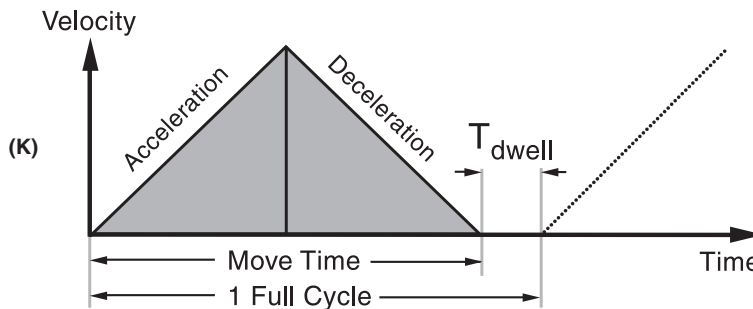 Velocity
(K)
Acceleration
Deceleration
T dwell
Move Time
Time
1 Full Cycle